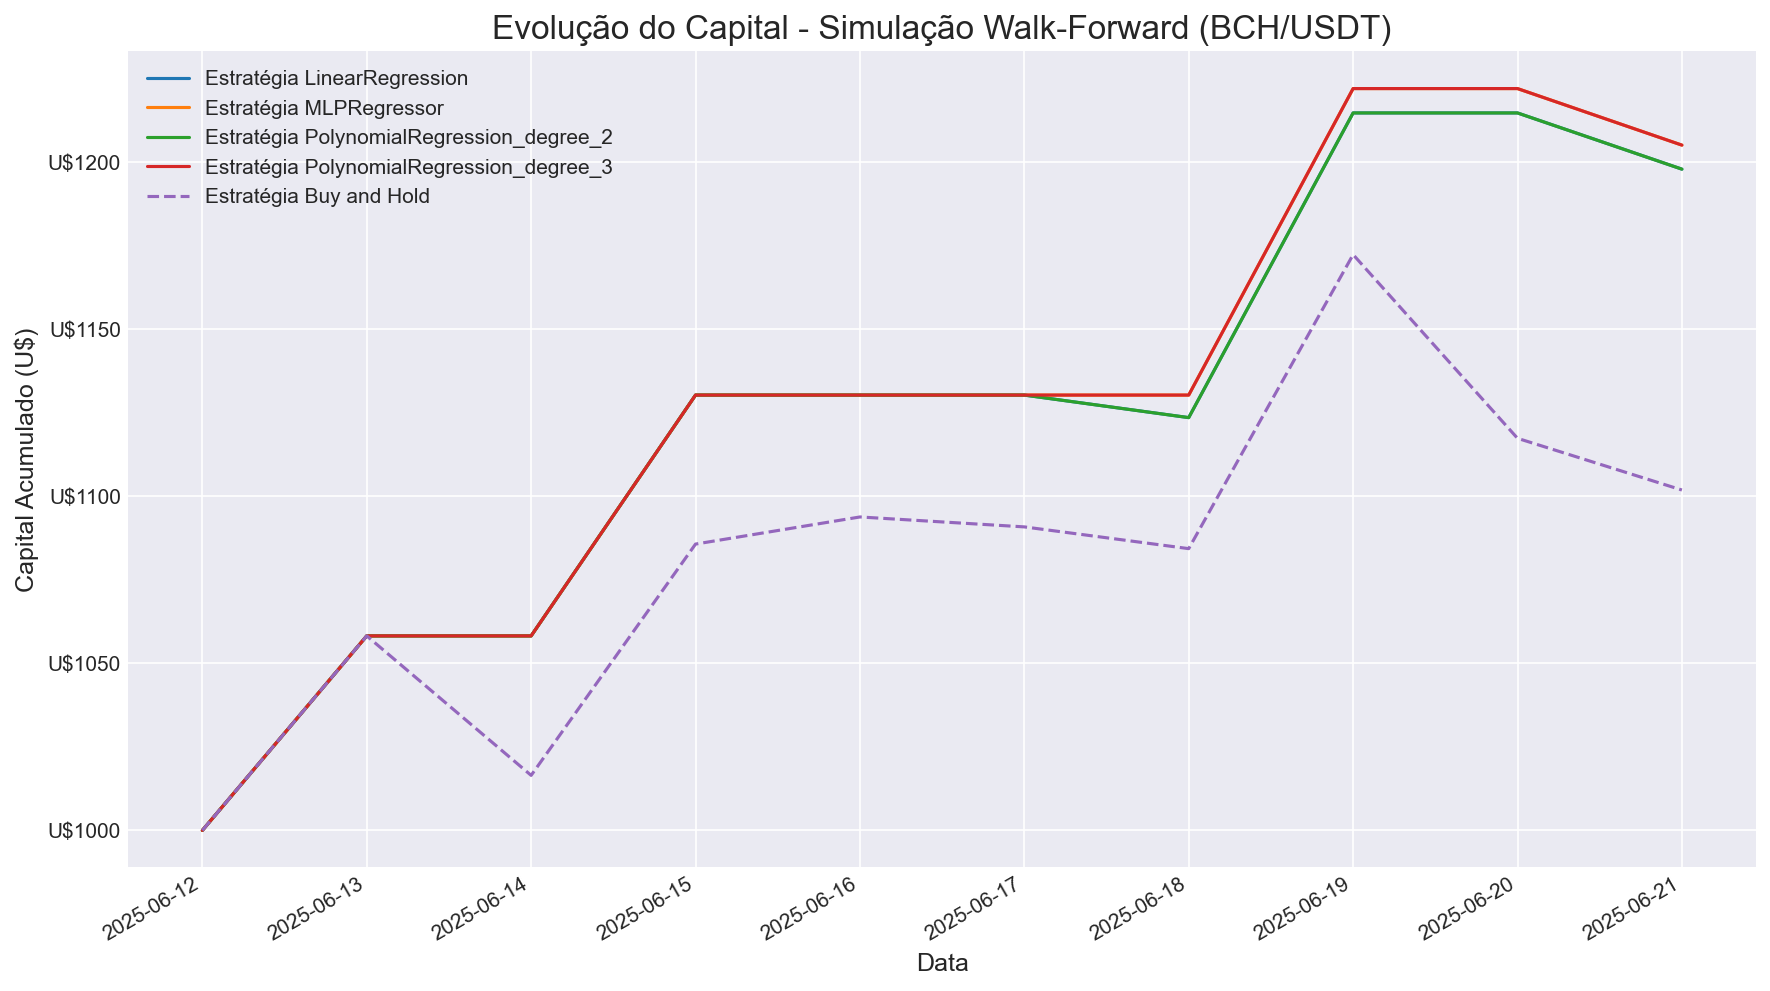 Evolução do Capital - Simulação Walk-Forward (BCH/USDT)
Estratégia LinearRegression
Estratégia MLPRegressor
Estratégia PolynomialRegression_degree_2
Estratégia PolynomialRegression_degree_3
Estratégia Buy and Hold
Capital Acumulado (U$)
U$1200
U$1150
U$1100
U$1050
U$1000
2025-06-12
2025-06-13
2025-06-14
2025-06-15
2025-06-16
2025-06-17
2025-06-18
2025-06-19
2025-06-20
2025-06-21
Data